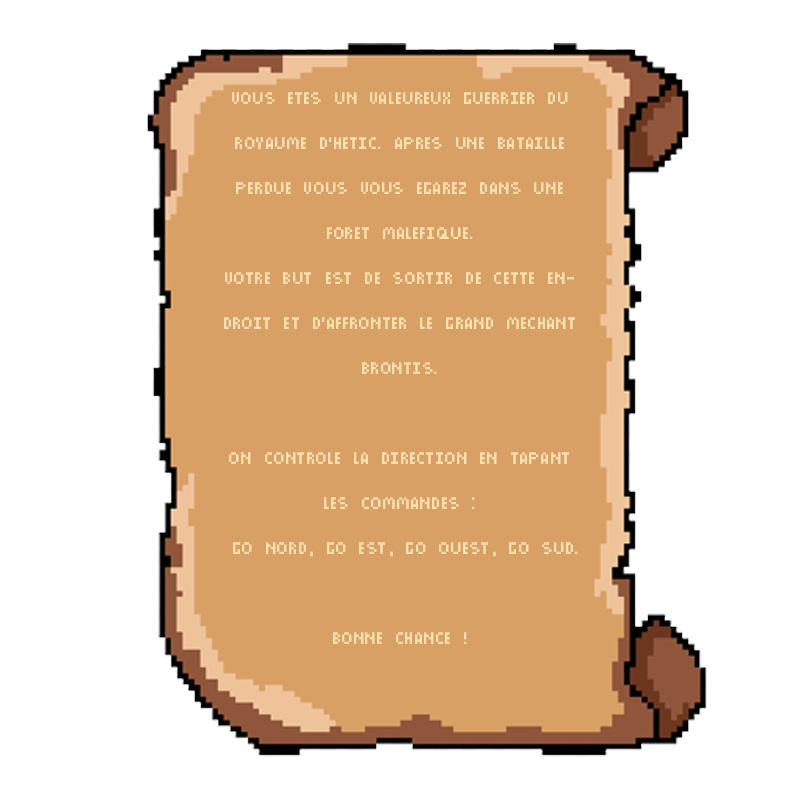 VOUS ETES UN VALEUREUX GUERRIER DU
ROYAUME D'HETIC. APRES UNE BATAILLE
PERDUE VOUS VOUS EGAREZ DANS UNE
FORET MALEFIQUE.
VOTRE BUT EST DE SORTIR DE CETTE EN-
DROIT ET D'AFFRONTER LE GRAND MECHANT
BRONTIS.
ON CONTROLE LA DIRECTION EN TAPANT
LES COMMANDES :
GO NORD, GO EST, GO OUEST, GO SUD.
BONNE CHANCE !